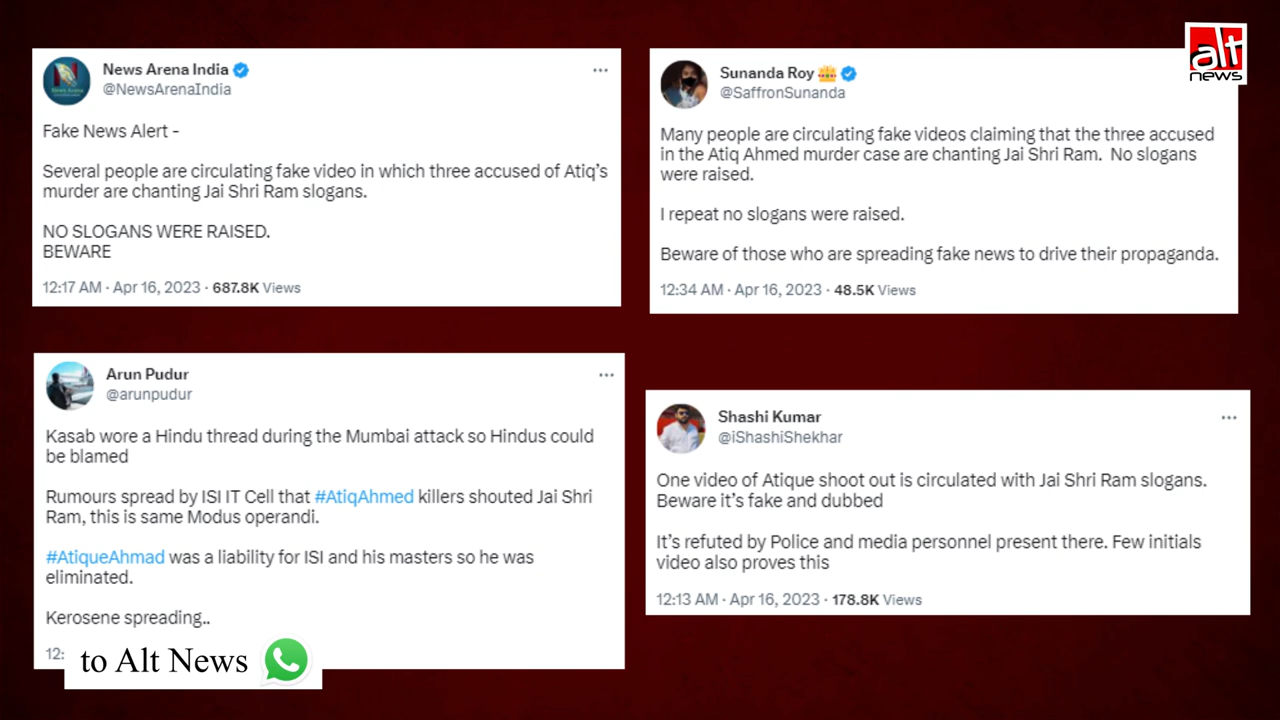 alt
news
News Arena India
@NewsArenaIndia
Fake News Alert -
Several people are circulating fake video in which three accused of Atiq's
murder are chanting Jai Shri Ram slogans.
NO SLOGANS WERE RAISED.
BEWARE
12:17 AM · Apr 16, 2023 · 687.8K Views
Sunanda Roy
@SaffronSunanda
Many people are circulating fake videos claiming that the three accused
in the Atiq Ahmed murder case are chanting Jai Shri Ram. No slogans
were raised.
I repeat no slogans were raised.
Beware of those who are spreading fake news to drive their propaganda.
12:34 AM · Apr 16, 2023 · 48.5K Views
Arun Pudur
@arunpudur
Kasab wore a Hindu thread during the Mumbai attack so Hindus could
be blamed
Rumours spread by ISI IT Cell that #AtiqAhmed killers shouted Jai Shri
Ram, this is same Modus operandi.
#AtiqueAhmad was a liability for ISI and his masters so he was
eliminated.
Kerosene spreading..
12:
to Alt News
Shashi Kumar
@iShashiShekhar
One video of Atique shoot out is circulated with Jai Shri Ram slogans.
Beware it's fake and dubbed
It's refuted by Police and media personnel present there. Few initials
video also proves this
12:13 AM · Apr 16, 2023 · 178.8K Views